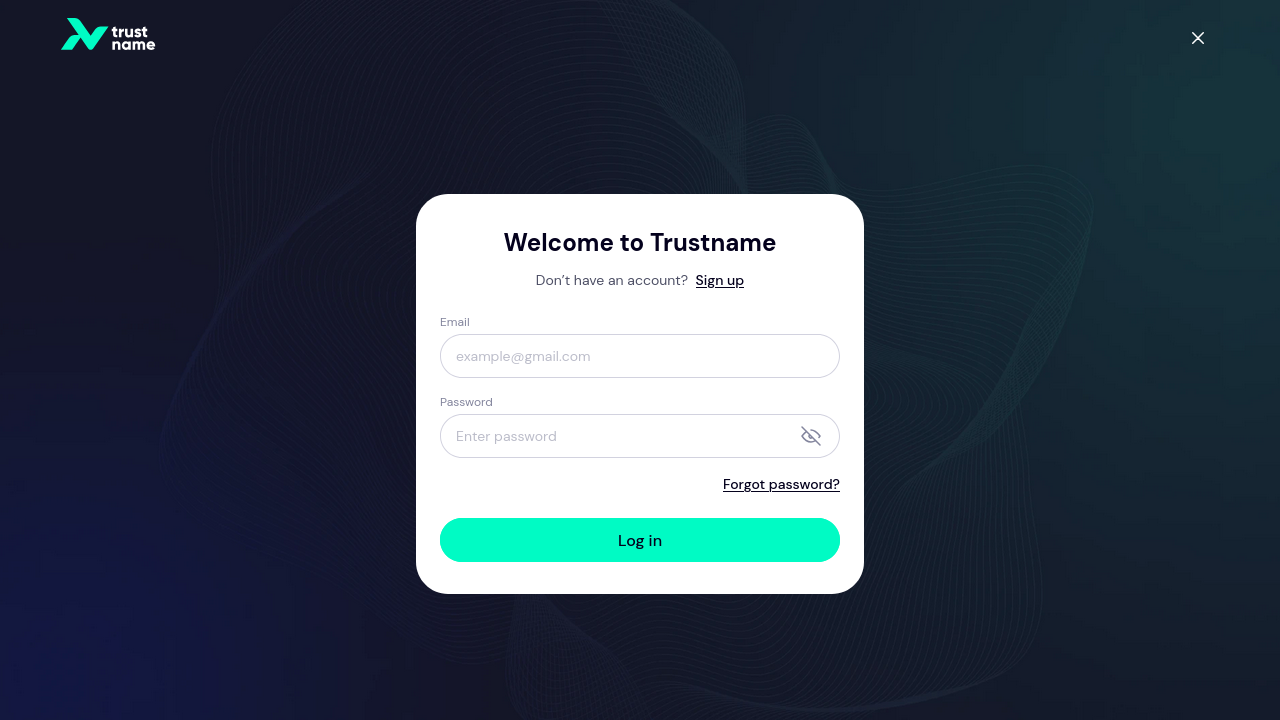 trust
name
Welcome to Trustname
Don’t have an account? Sign up
Email
example@gmail.com
Password
Enter password
Forgot password?
Log in